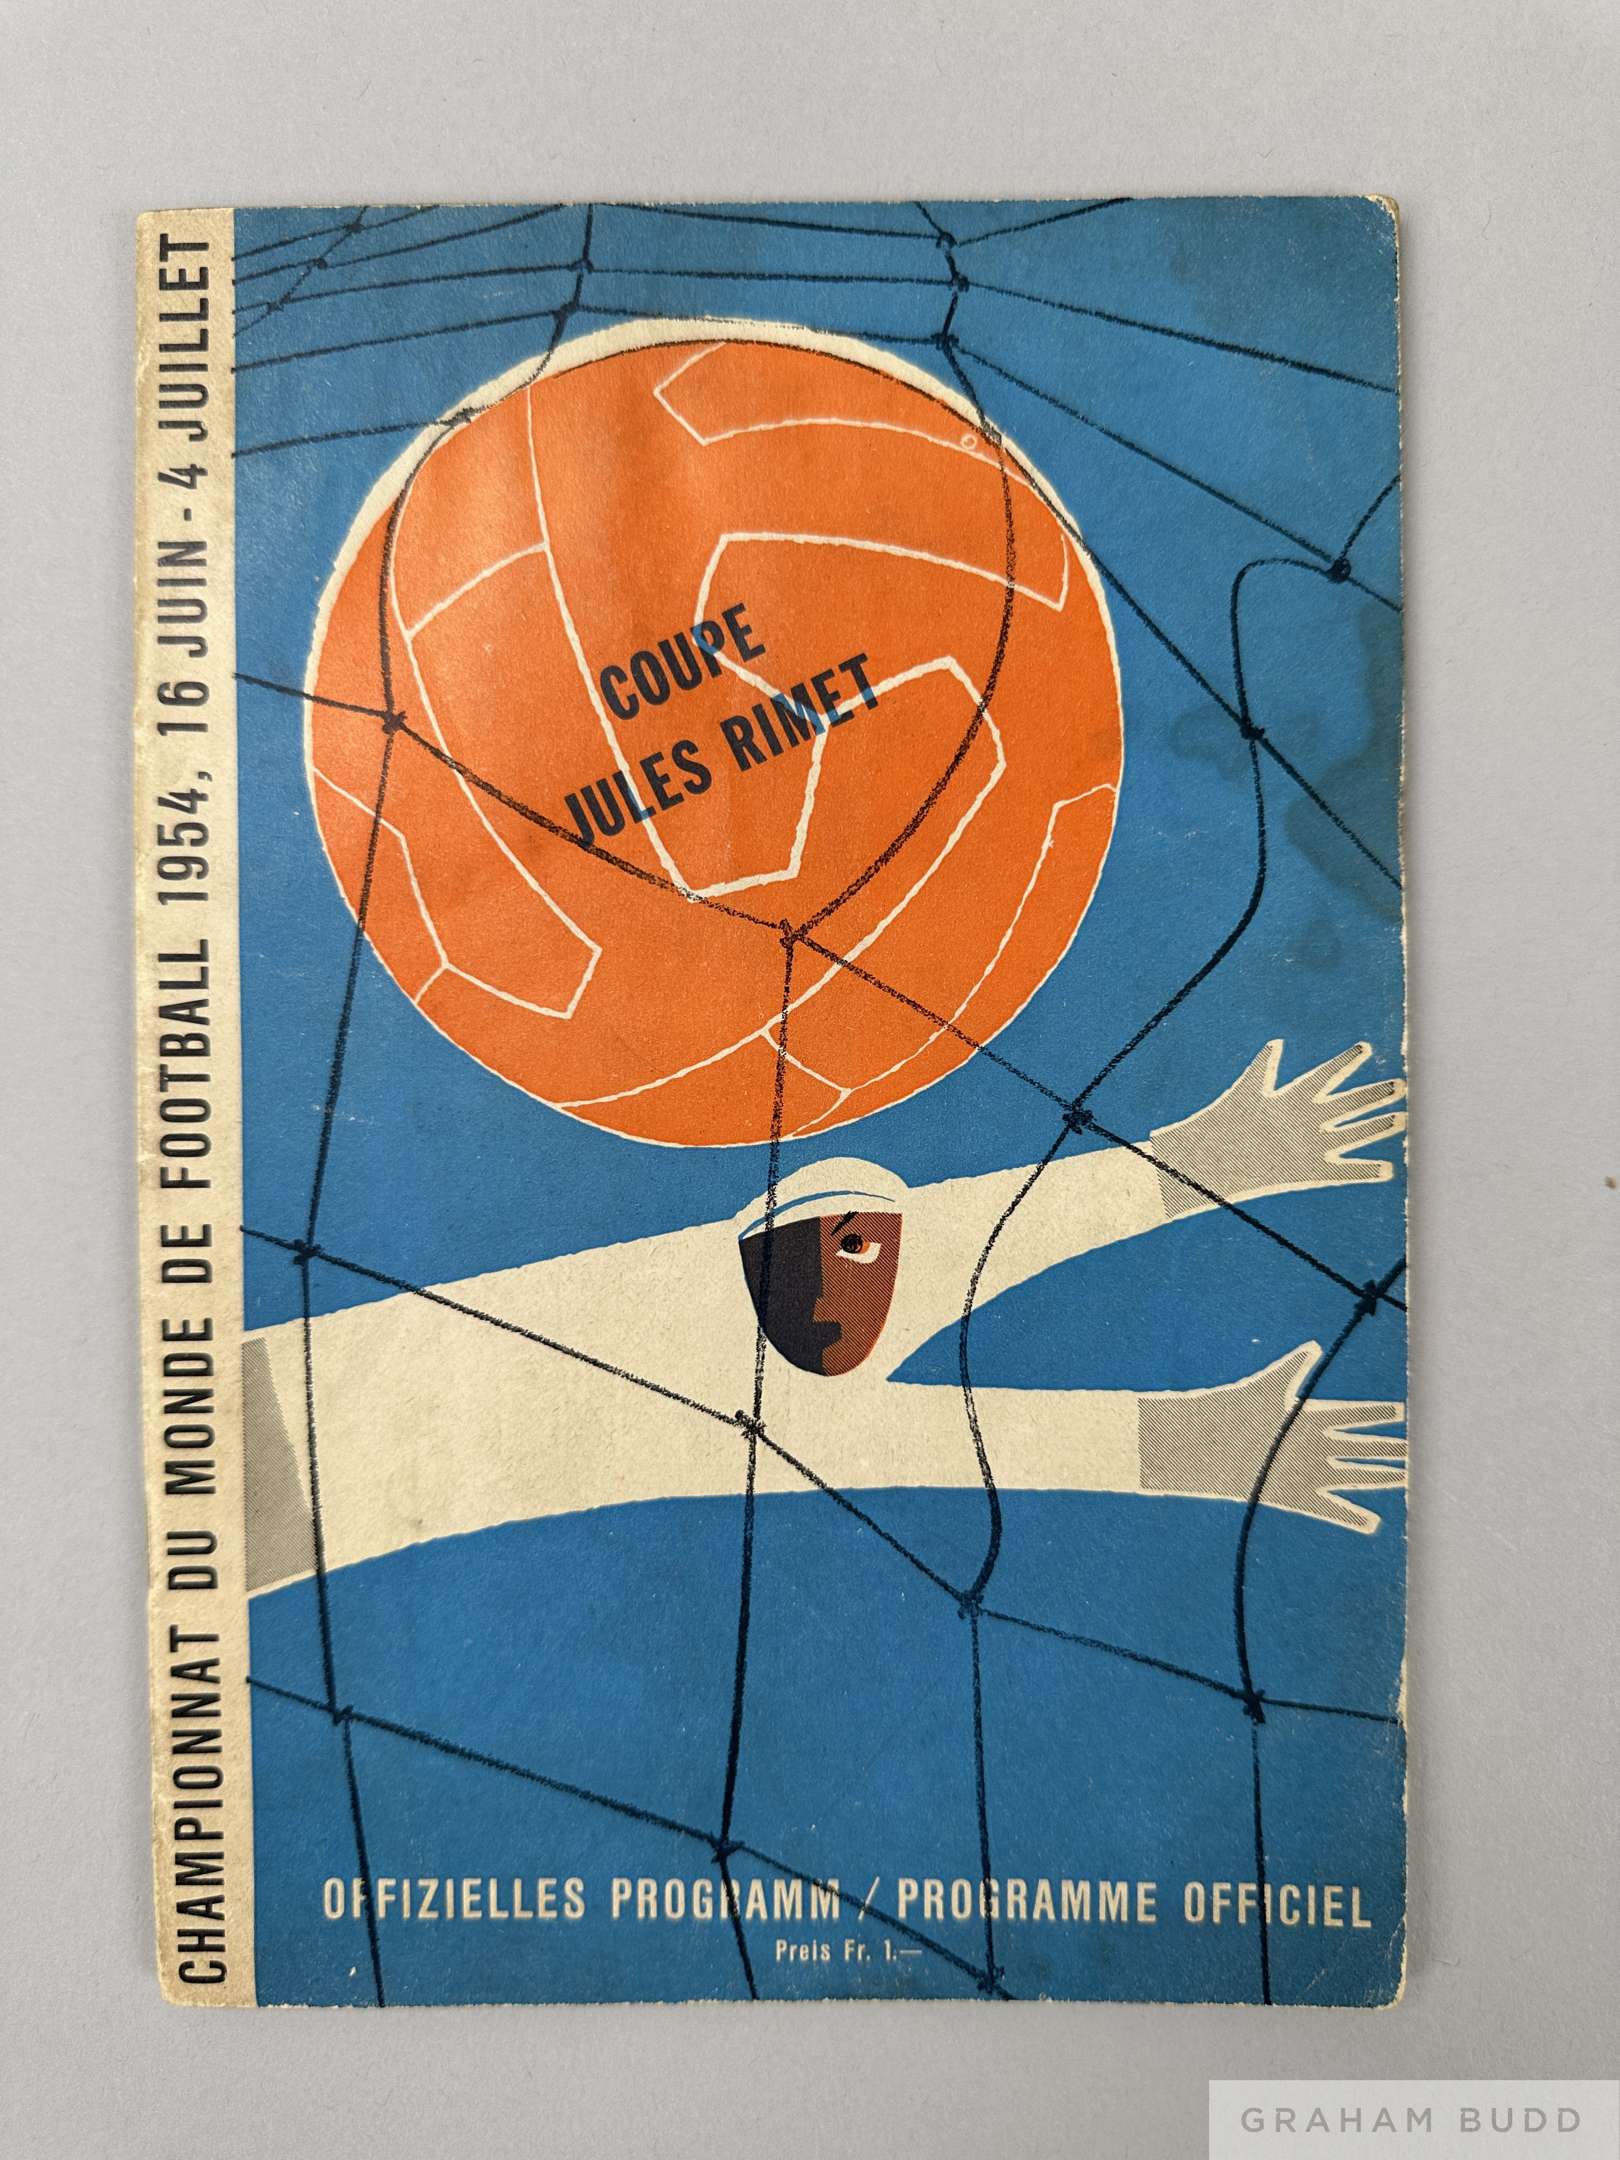 CHAMPIONNAT DU MONDE DE FOOTBALL 1954, 16 JUIN - 4 JUILLET
COUPE
JULES RIMET
OFFIZIELLES PROGRAMM / PROGRAMME OFFICIEL
Preis Fr. 1.—
GRAHAM BUDD